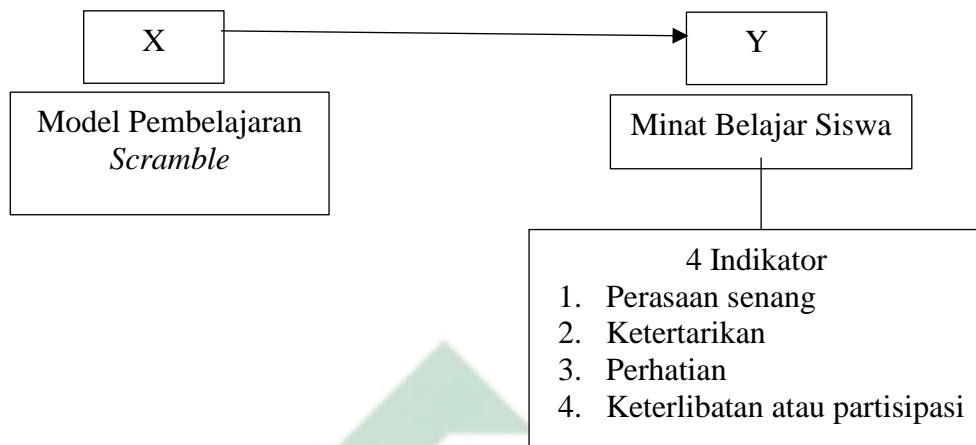 X
Y
Model Pembelajaran
Scramble
Minat Belajar Siswa
4 Indikator
1. Perasaan senang
2. Ketertarikan
3. Perhatian
4. Keterlibatan atau partisipasi